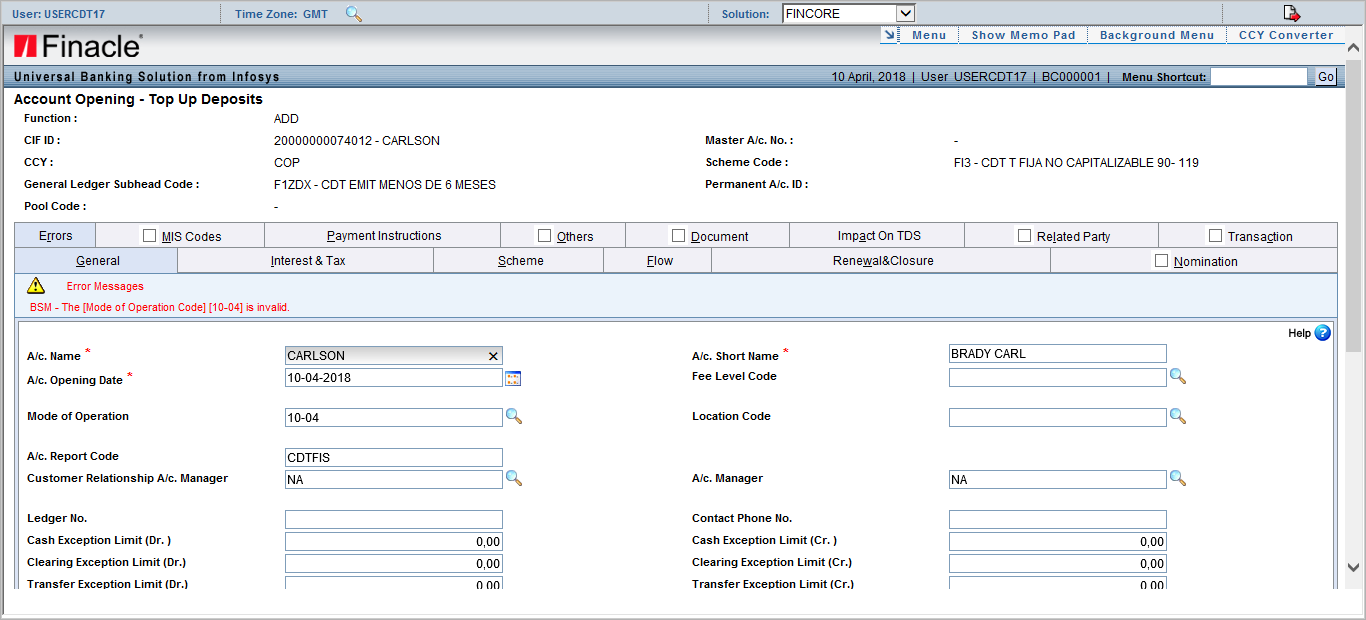 User: USERCDT17 Time Zone: GMT Solution: FINCORE
Menu Show Memo Pad Background Menu CCY Converter
Finacle
Universal Banking Solution from Infosys 10 April, 2018 | User USERCDT17 | BC000001 | Menu Shortcut: Go
Account Opening - Top Up Deposits
Function : ADD
CIF ID : 20000000074012 - CARLSON Master A/c. No. : -
CCY : COP Scheme Code : FI3 - CDT T FIJA NO CAPITALIZABLE 90- 119
General Ledger Subhead Code : F1ZDX - CDT EMIT MENOS DE 6 MESES Permanent A/c. ID :
Pool Code : -
Errors MIS Codes Payment Instructions Others Document Impact On TDS Related Party Transaction
General Interest & Tax Scheme Flow Renewal&Closure Nomination
Error Messages
BSM - The [Mode of Operation Code] [10-04] is invalid.
Help ?
A/c. Name * CARLSON A/c. Short Name * BRADY CARL
A/c. Opening Date * 10-04-2018 Fee Level Code
Mode of Operation 10-04 Location Code
A/c. Report Code CDTFIS
Customer Relationship A/c. Manager NA A/c. Manager NA
Ledger No. Contact Phone No.
Cash Exception Limit (Dr. ) 0,00 Cash Exception Limit (Cr. ) 0,00
Clearing Exception Limit (Dr.) 0,00 Clearing Exception Limit (Cr.) 0,00
Transfer Exception Limit (Dr.) 0,00 Transfer Exception Limit (Cr.) 0,00